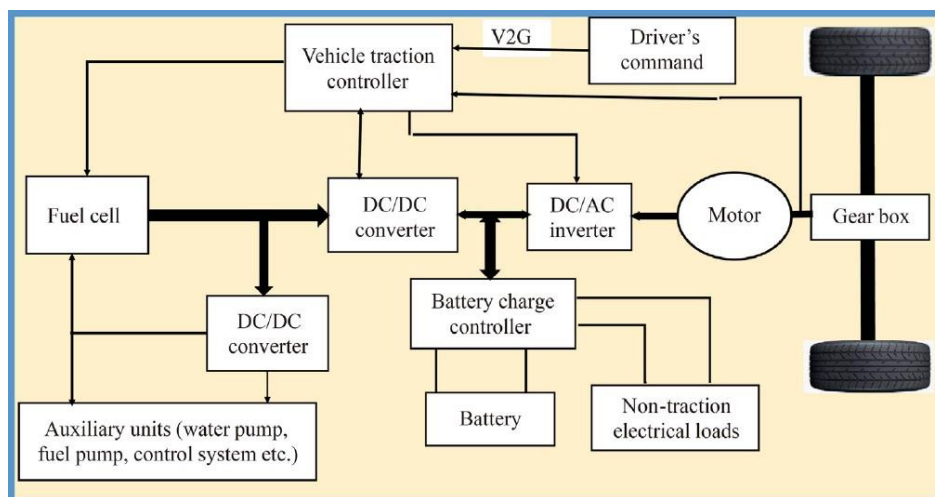 V2G
Driver's
command
Vehicle traction
controller
Fuel cell
DC/DC
converter
DC/AC
inverter
Motor
Gear box
DC/DC
converter
Battery charge
controller
Battery
Non-traction
electrical loads
Auxiliary units (water pump,
fuel pump, control system etc.)